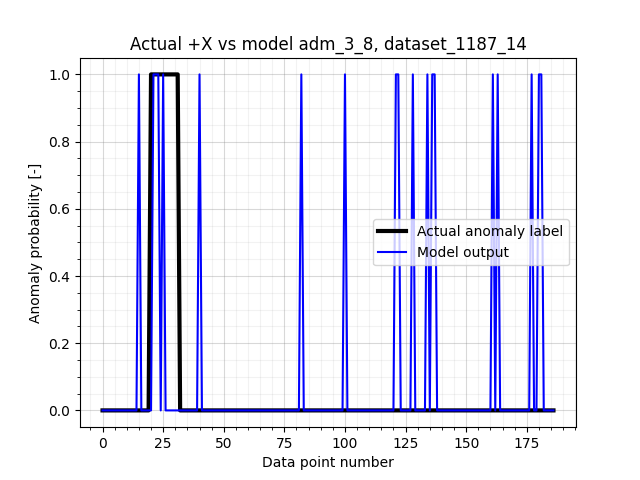 Actual +X vs model adm_3_8, dataset_1187_14
Anomaly probability [-]
1.0
0.8
0.6
0.4
0.2
0.0
Actual anomaly label
Model output
0 25 50 75 100 125 150 175
Data point number